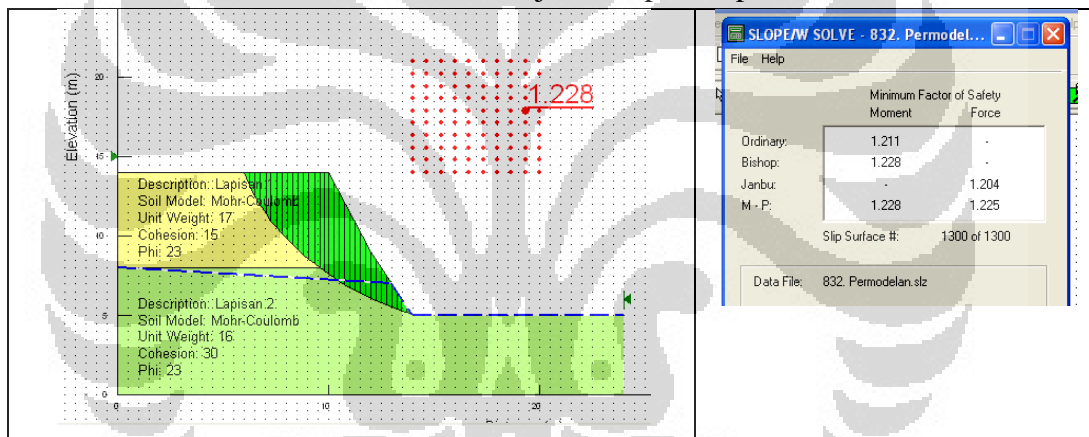 20
15
10
5
0
Elevation (m)
1.228
Description: Lapisan 1
Soil Model: Mohr-Coulomb
Unit Weight: 17
Cohesion: 15
Phi: 23
Description: Lapisan 2
Soil Model: Mohr-Coulomb
Unit Weight: 16
Cohesion: 30
Phi: 23
0 10 20
SLOPE/W SOLVE - 832. Permodel...
File Help
Minimum Factor of Safety
Moment Force
Ordinary: 1.211 -
Bishop: 1.228 -
Janbu: - 1.204
M - P: 1.228 1.225
Slip Surface #: 1300 of 1300
Data File: 832. Permodelan.slz